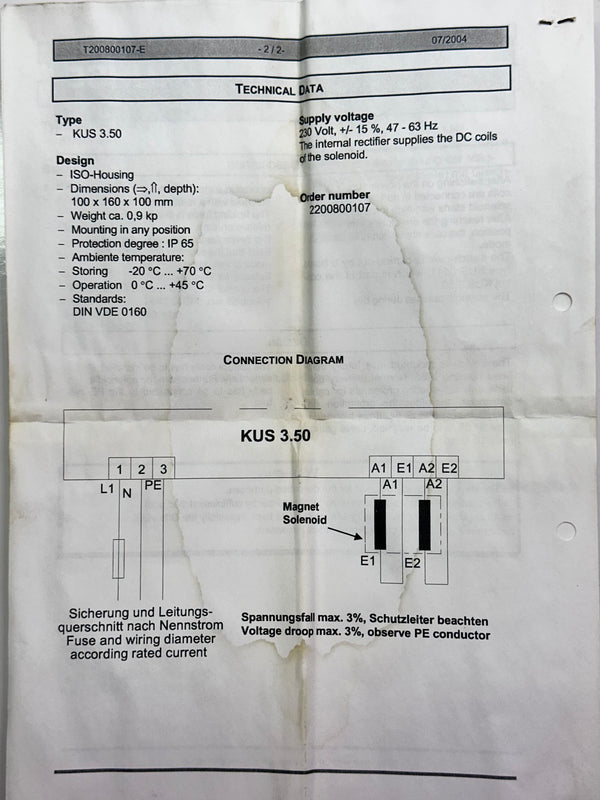 T200800107-E - 2 / 2- 07/2004
TECHNICAL DATA
Type
– KUS 3.50
Design
– ISO-Housing
– Dimensions (⇒,⇑, depth):
100 x 160 x 100 mm
– Weight ca. 0,9 kp
– Mounting in any position
– Protection degree : IP 65
– Ambiente temperature:
– Storing -20 °C ... +70 °C
– Operation 0 °C ... +45 °C
– Standards:
DIN VDE 0160
Supply voltage
230 Volt, +/- 15 %, 47 - 63 Hz
The internal rectifier supplies the DC coils
of the solenoid.
Order number
2200800107
CONNECTION DIAGRAM
KUS 3.50
1 2 3
A1 E1 A2 E2
L1 N PE
A1 A2
Magnet
Solenoid
E1 E2
Sicherung und Leitungs-
querschnitt nach Nennstrom
Fuse and wiring diameter
according rated current
Spannungsfall max. 3%, Schutzleiter beachten
Voltage droop max. 3%, observe PE conductor